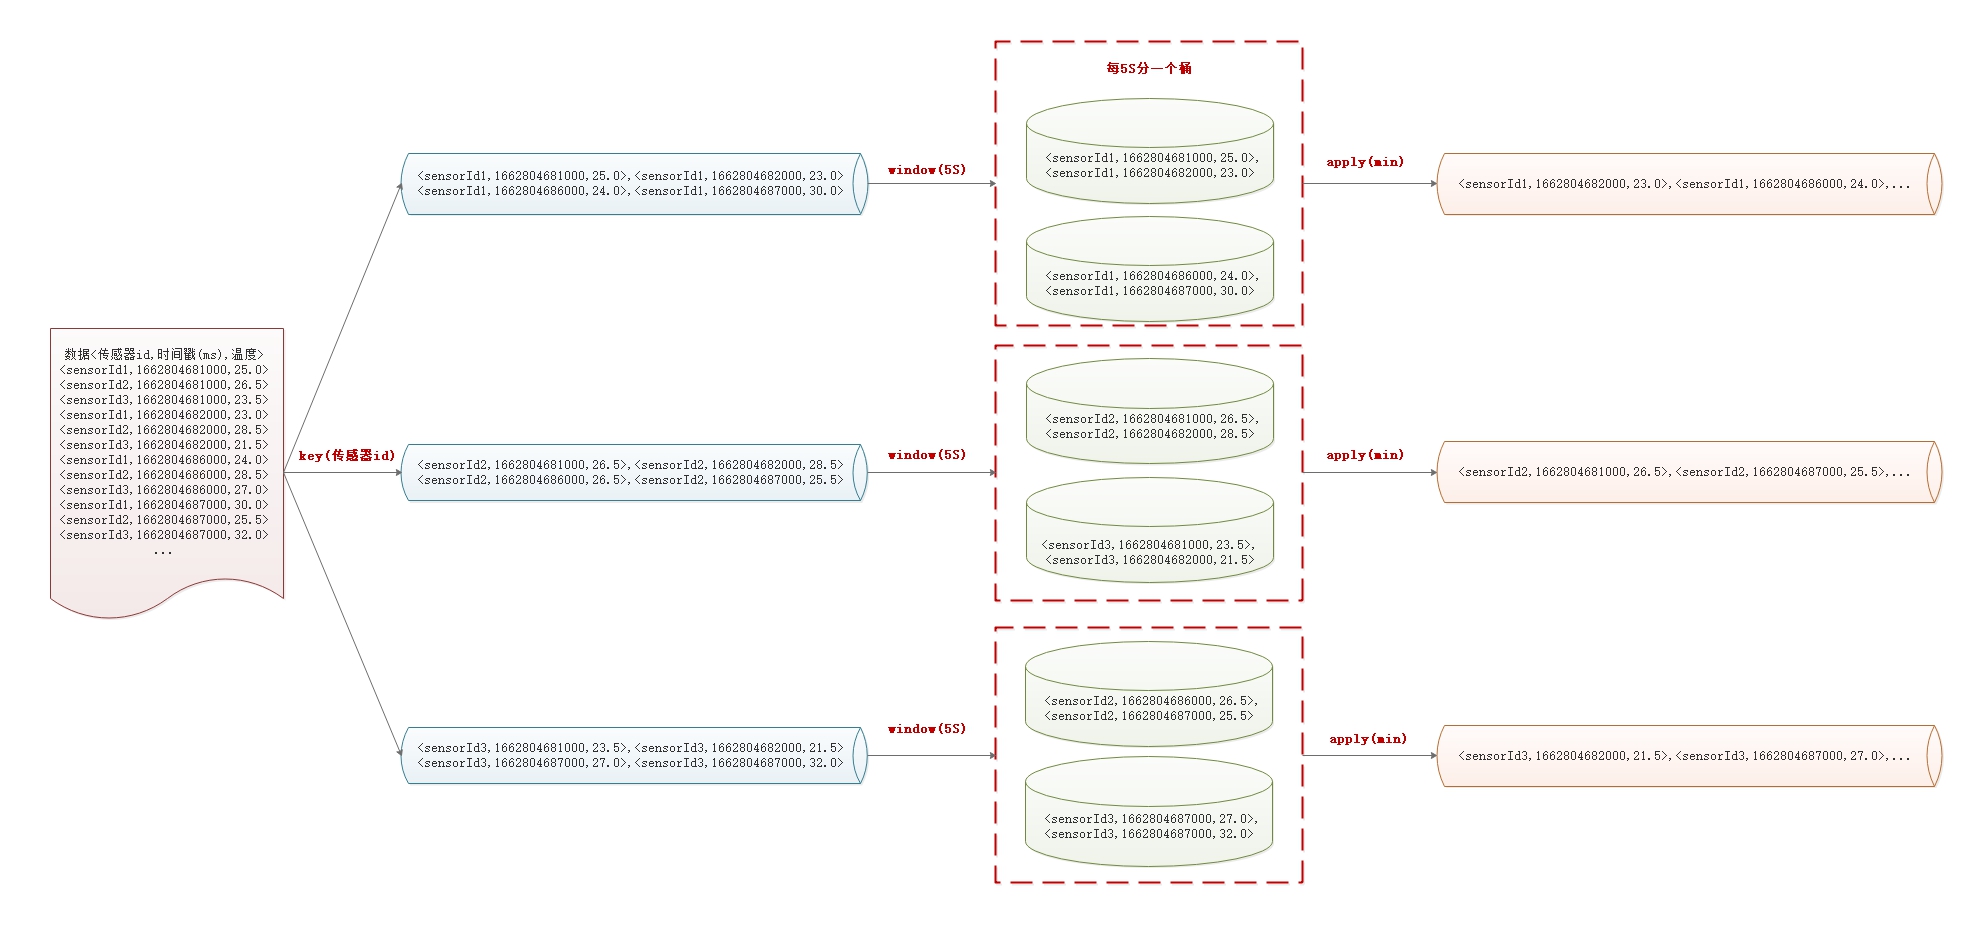 数据<传感器id,时间戳(ms),温度>
<sensorId1,1662804681000,25.0>
<sensorId2,1662804681000,26.5>
<sensorId3,1662804681000,23.5>
<sensorId1,1662804682000,23.0>
<sensorId2,1662804682000,28.5>
<sensorId3,1662804682000,21.5>
<sensorId1,1662804686000,24.0>
<sensorId2,1662804686000,28.5>
<sensorId3,1662804686000,27.0>
<sensorId1,1662804687000,30.0>
<sensorId2,1662804687000,25.5>
<sensorId3,1662804687000,32.0>
...
key(传感器id)
<sensorId1,1662804681000,25.0>,<sensorId1,1662804682000,23.0>
<sensorId1,1662804686000,24.0>,<sensorId1,1662804687000,30.0>
window(5S)
每5S分一个桶
<sensorId1,1662804681000,25.0>,
<sensorId1,1662804682000,23.0>
<sensorId1,1662804686000,24.0>,
<sensorId1,1662804687000,30.0>
apply(min)
<sensorId1,1662804682000,23.0>,<sensorId1,1662804686000,24.0>,...
<sensorId2,1662804681000,26.5>,<sensorId2,1662804682000,28.5>
<sensorId2,1662804686000,26.5>,<sensorId2,1662804687000,25.5>
window(5S)
<sensorId2,1662804681000,26.5>,
<sensorId2,1662804682000,28.5>
<sensorId3,1662804681000,23.5>,
<sensorId3,1662804682000,21.5>
apply(min)
<sensorId2,1662804681000,26.5>,<sensorId2,1662804687000,25.5>,...
<sensorId3,1662804681000,23.5>,<sensorId3,1662804682000,21.5>
<sensorId3,1662804687000,27.0>,<sensorId3,1662804687000,32.0>
window(5S)
<sensorId2,1662804686000,26.5>,
<sensorId2,1662804687000,25.5>
<sensorId3,1662804687000,27.0>,
<sensorId3,1662804687000,32.0>
apply(min)
<sensorId3,1662804682000,21.5>,<sensorId3,1662804687000,27.0>,...